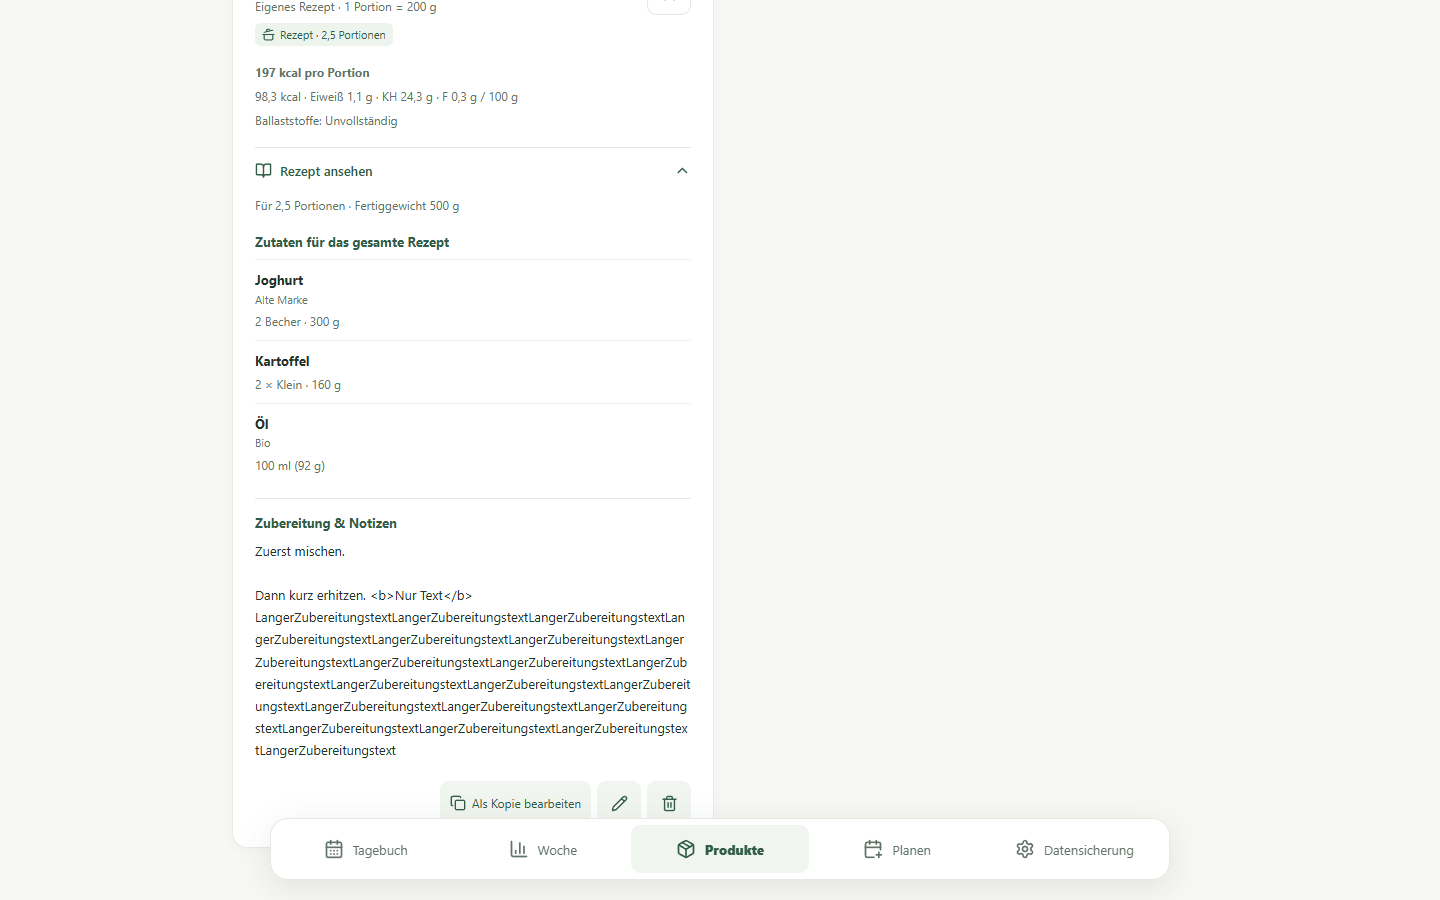 Eigenes Rezept · 1 Portion = 200 g
Rezept · 2,5 Portionen
197 kcal pro Portion
98,3 kcal · Eiweiß 1,1 g · KH 24,3 g · F 0,3 g / 100 g
Ballaststoffe: Unvollständig
Rezept ansehen
Für 2,5 Portionen · Fertiggewicht 500 g
Zutaten für das gesamte Rezept
Joghurt
Alte Marke
2 Becher · 300 g
Kartoffel
2 × Klein · 160 g
Öl
Bio
100 ml (92 g)
Zubereitung & Notizen
Zuerst mischen.
Dann kurz erhitzen. <b>Nur Text</b>
LangerZubereitungstextLangerZubereitungstextLangerZubereitungstextLan
gerZubereitungstextLangerZubereitungstextLangerZubereitungstextLanger
ZubereitungstextLangerZubereitungstextLangerZubereitungstextLangerZub
ereitungstextLangerZubereitungstextLangerZubereitungstextLangerZubereit
ungstextLangerZubereitungstextLangerZubereitungstextLangerZubereitung
stextLangerZubereitungstextLangerZubereitungstextLangerZubereitungstex
tLangerZubereitungstext
Als Kopie bearbeiten
Tagebuch
Woche
Produkte
Planen
Datensicherung